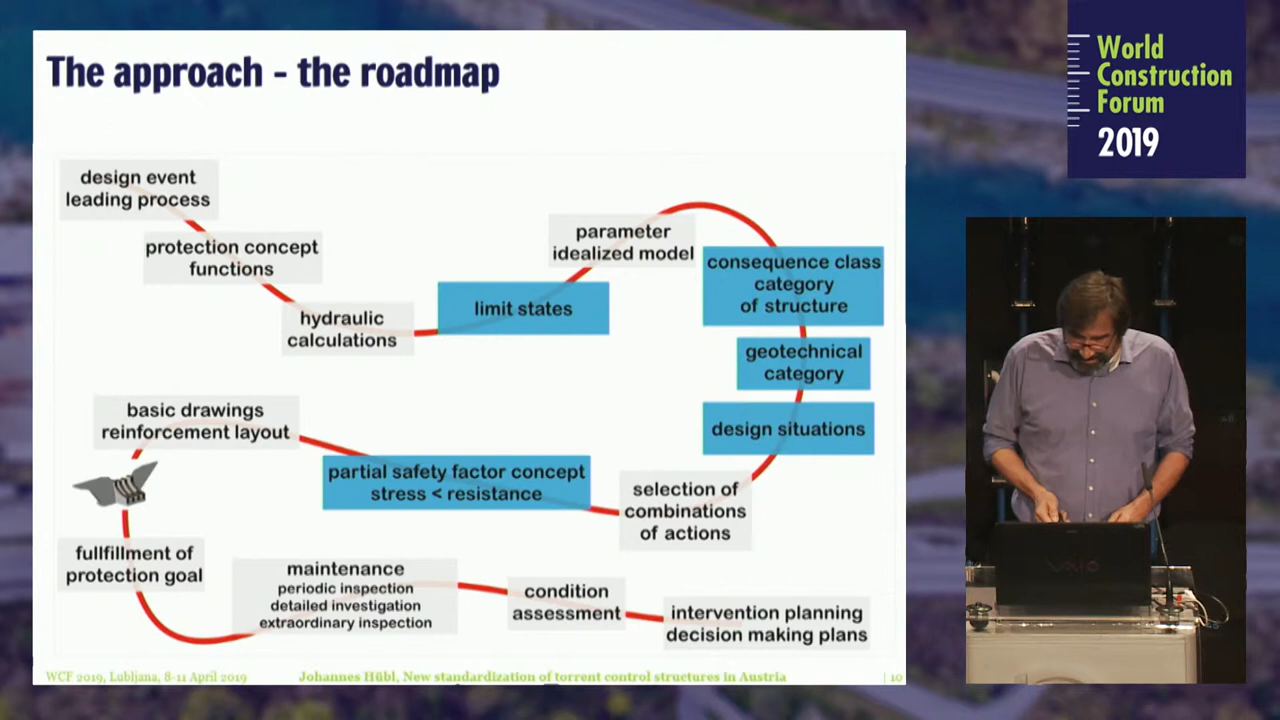 The approach - the roadmap
World
Construction
Forum
2019
design event
leading process
protection concept
functions
hydraulic
calculations
limit states
parameter
idealized model
consequence class
category
of structure
geotechnical
category
design situations
selection of
combinations
of actions
partial safety factor concept
stress < resistance
basic drawings
reinforcement layout
fullfillment of
protection goal
maintenance
periodic inspection
detailed investigation
extraordinary inspection
condition
assessment
intervention planning
decision making plans
WCF 2019, Lubljana, 8-11 April 2019
Johannes Hübl, New standardization of torrent control structures in Austria
| 10
VAIO